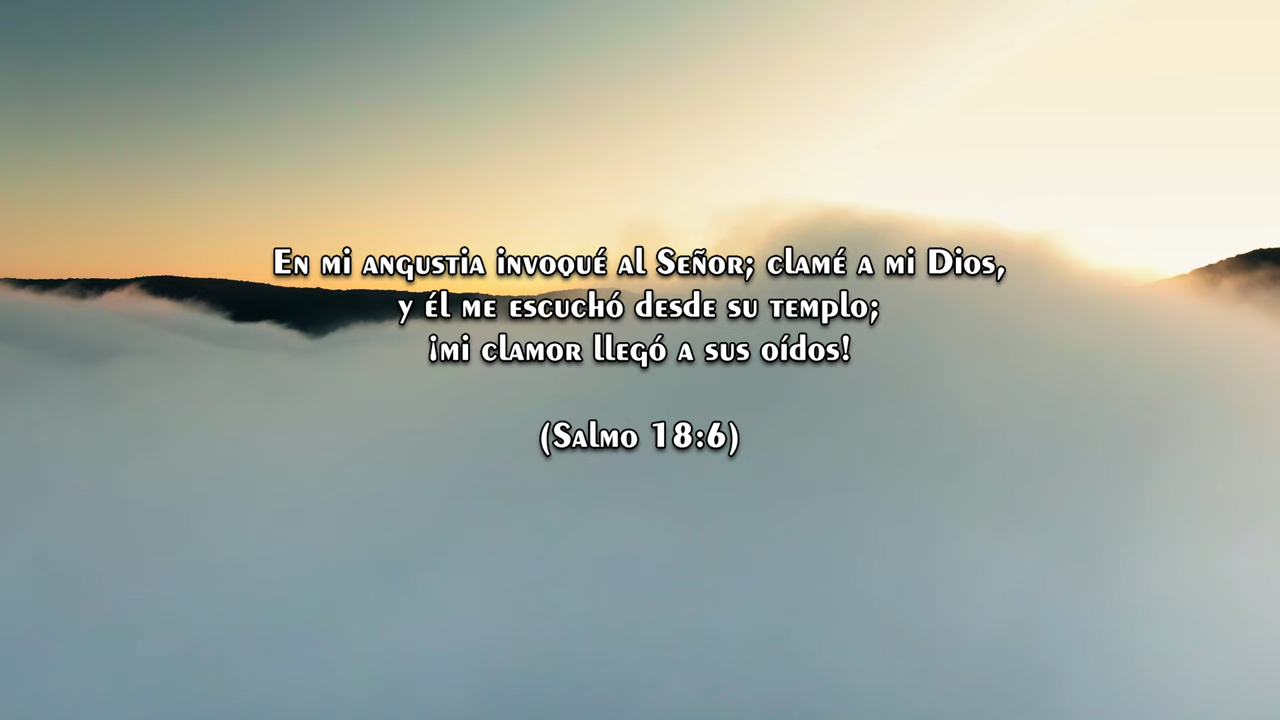 En mi angustia invoqué al Señor; clamé a mi Dios,
y él me escuchó desde su templo;
¡mi clamor llegó a sus oídos!
(Salmo 18:6)